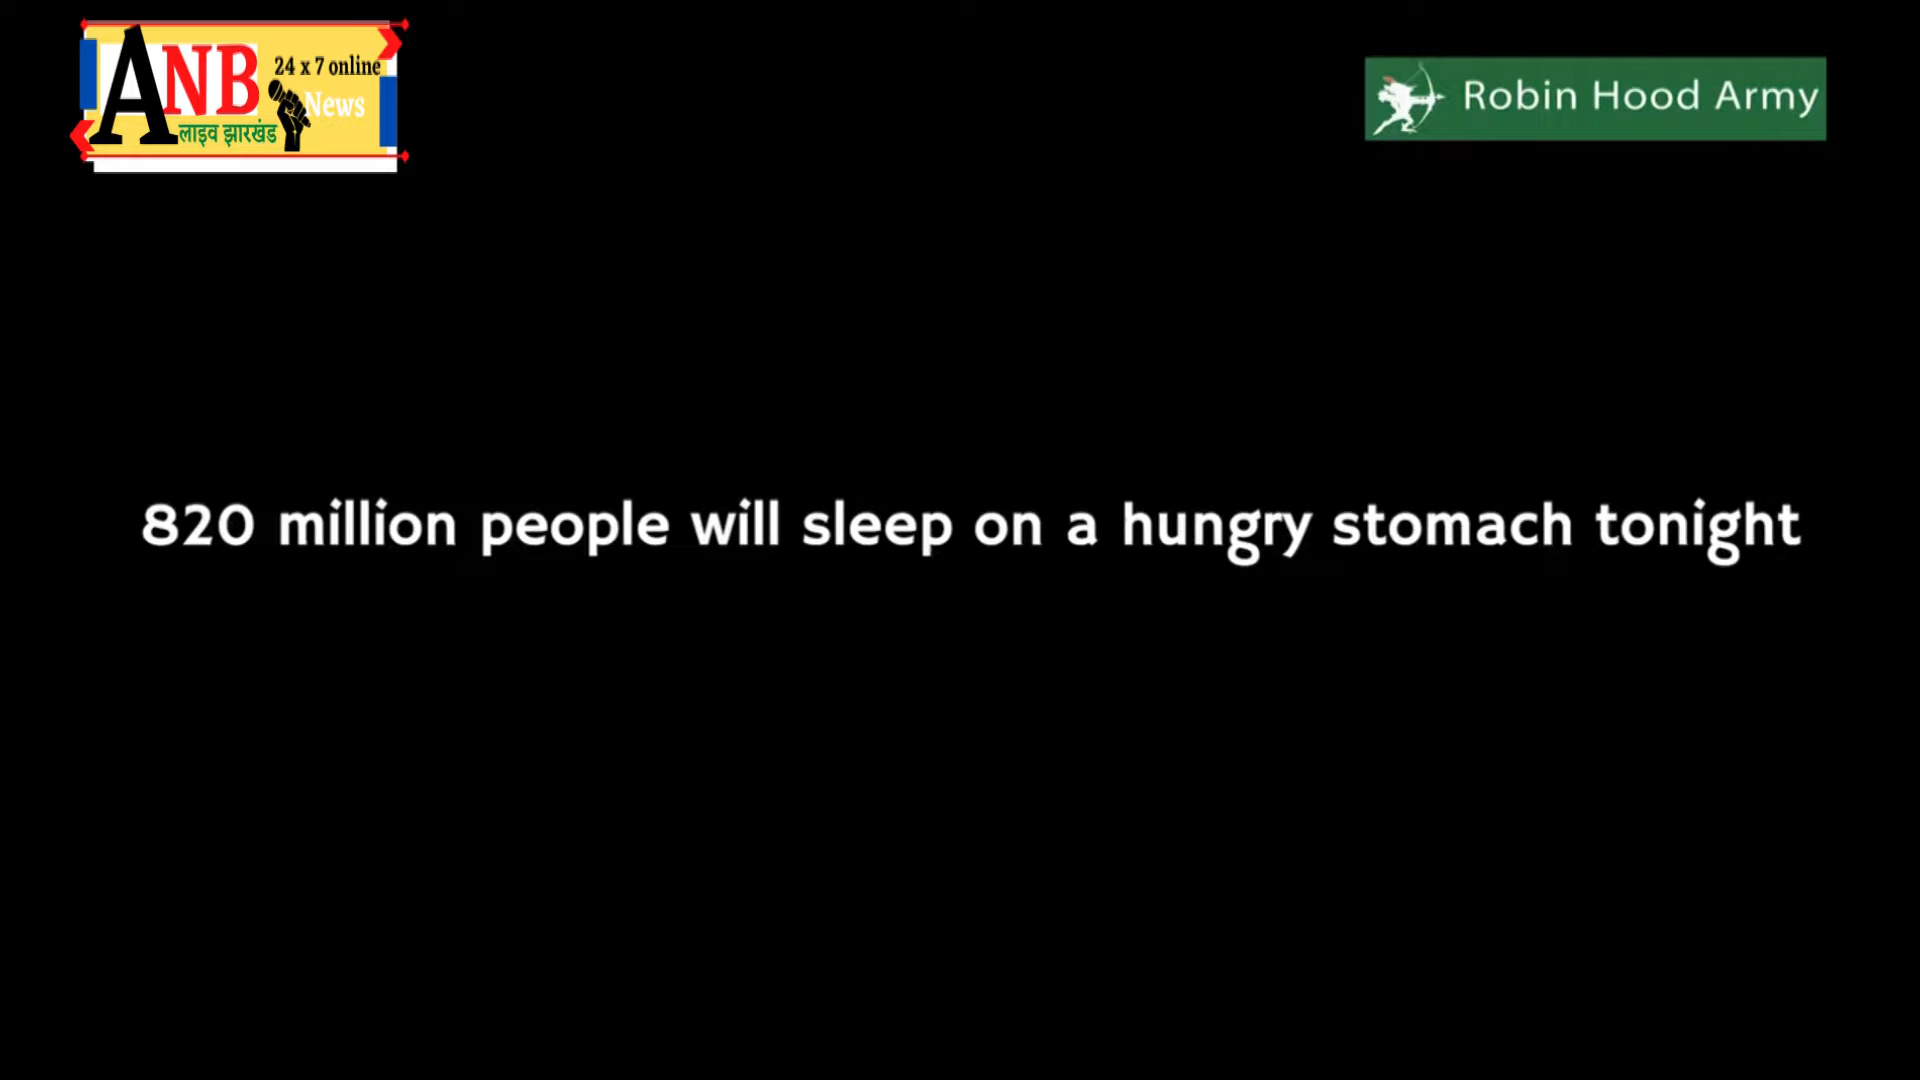 ANB
24 x 7 online
News
लाइव झारखंड
Robin Hood Army
820 million people will sleep on a hungry stomach tonight